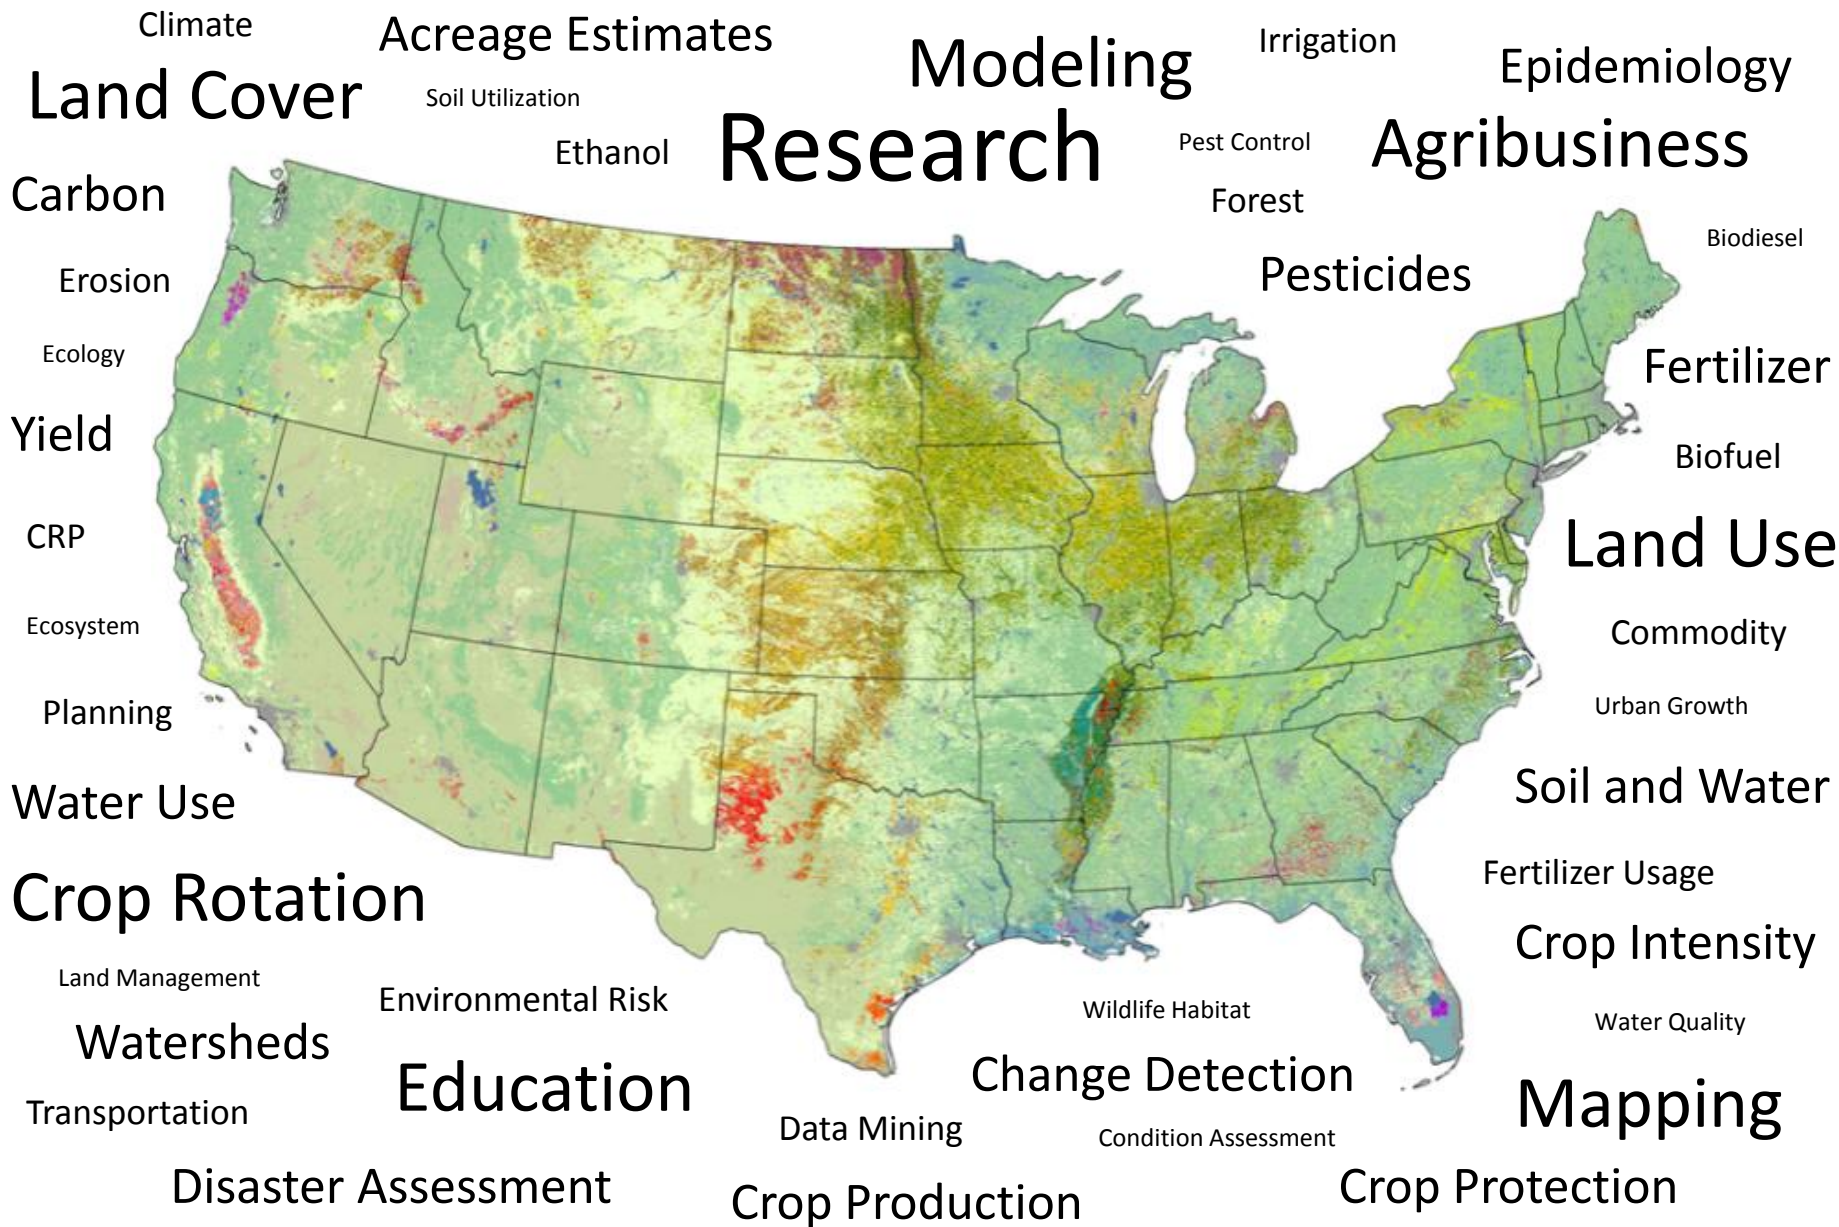 Climate
Acreage Estimates
Modeling
Irrigation
Epidemiology
Land Cover
Soil Utilization
Ethanol
Research
Pest Control
Agribusiness
Carbon
Forest
Biodiesel
Erosion
Pesticides
Ecology
Fertilizer
Yield
Biofuel
CRP
Land Use
Ecosystem
Commodity
Planning
Urban Growth
Water Use
Soil and Water
Crop Rotation
Fertilizer Usage
Crop Intensity
Land Management
Environmental Risk
Wildlife Habitat
Water Quality
Watersheds
Education
Change Detection
Mapping
Transportation
Data Mining
Condition Assessment
Disaster Assessment
Crop Production
Crop Protection